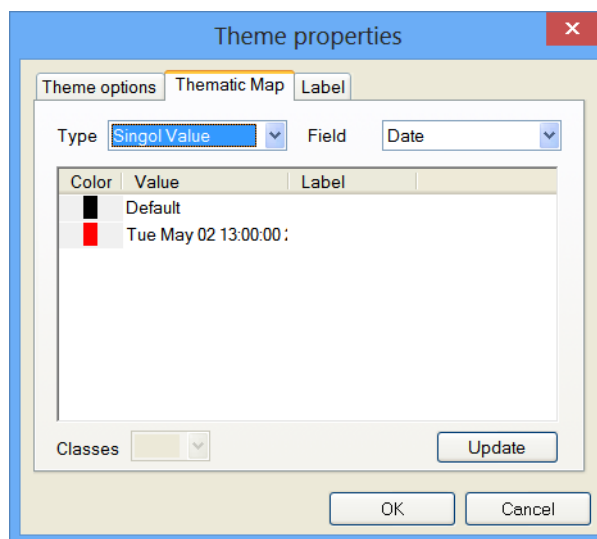 Theme properties
Theme options Thematic Map Label
Type Singol Value Field Date
Color Value Label
Default
Tue May 02 13:00:00
Classes Update
OK Cancel